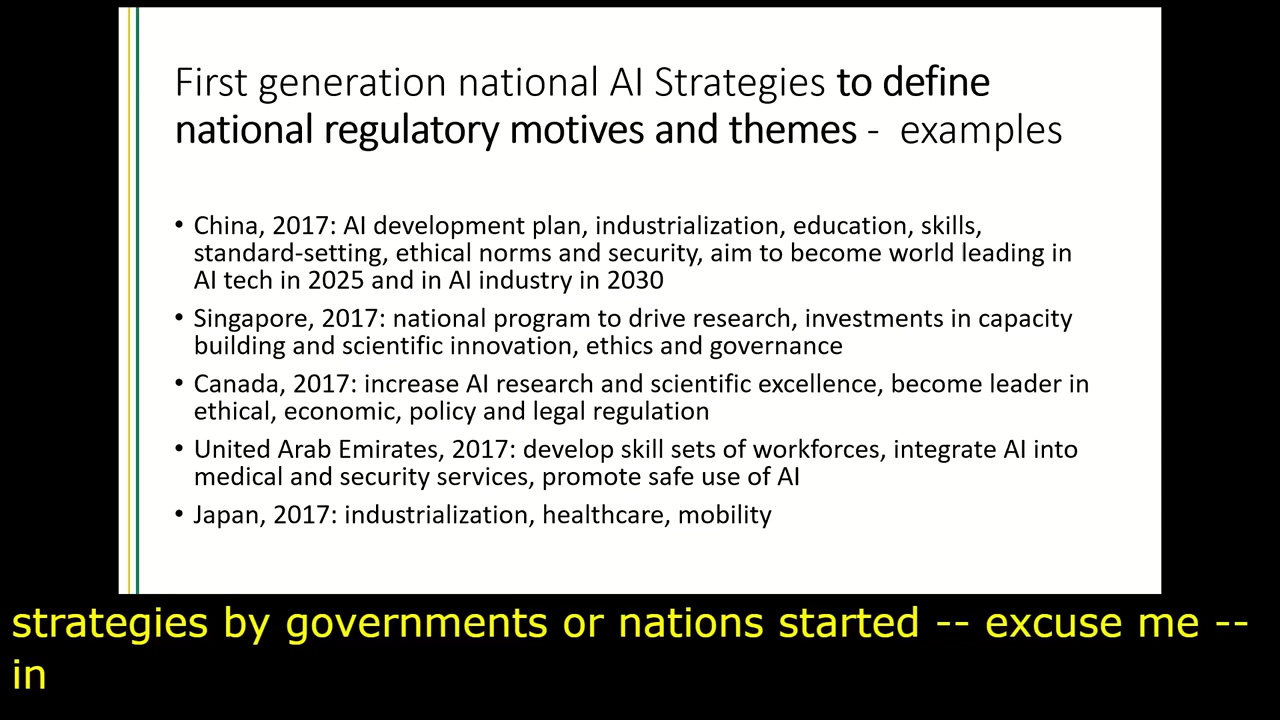 First generation national AI Strategies to define
national regulatory motives and themes -  examples
• China, 2017: AI development plan, industrialization, education, skills,
standard-setting, ethical norms and security, aim to become world leading in
AI tech in 2025 and in AI industry in 2030
• Singapore, 2017: national program to drive research, investments in capacity
building and scientific innovation, ethics and governance
• Canada, 2017: increase AI research and scientific excellence, become leader in
ethical, economic, policy and legal regulation
• United Arab Emirates, 2017: develop skill sets of workforces, integrate AI into
medical and security services, promote safe use of AI
• Japan, 2017: industrialization, healthcare, mobility
strategies by governments or nations started -- excuse me --
in